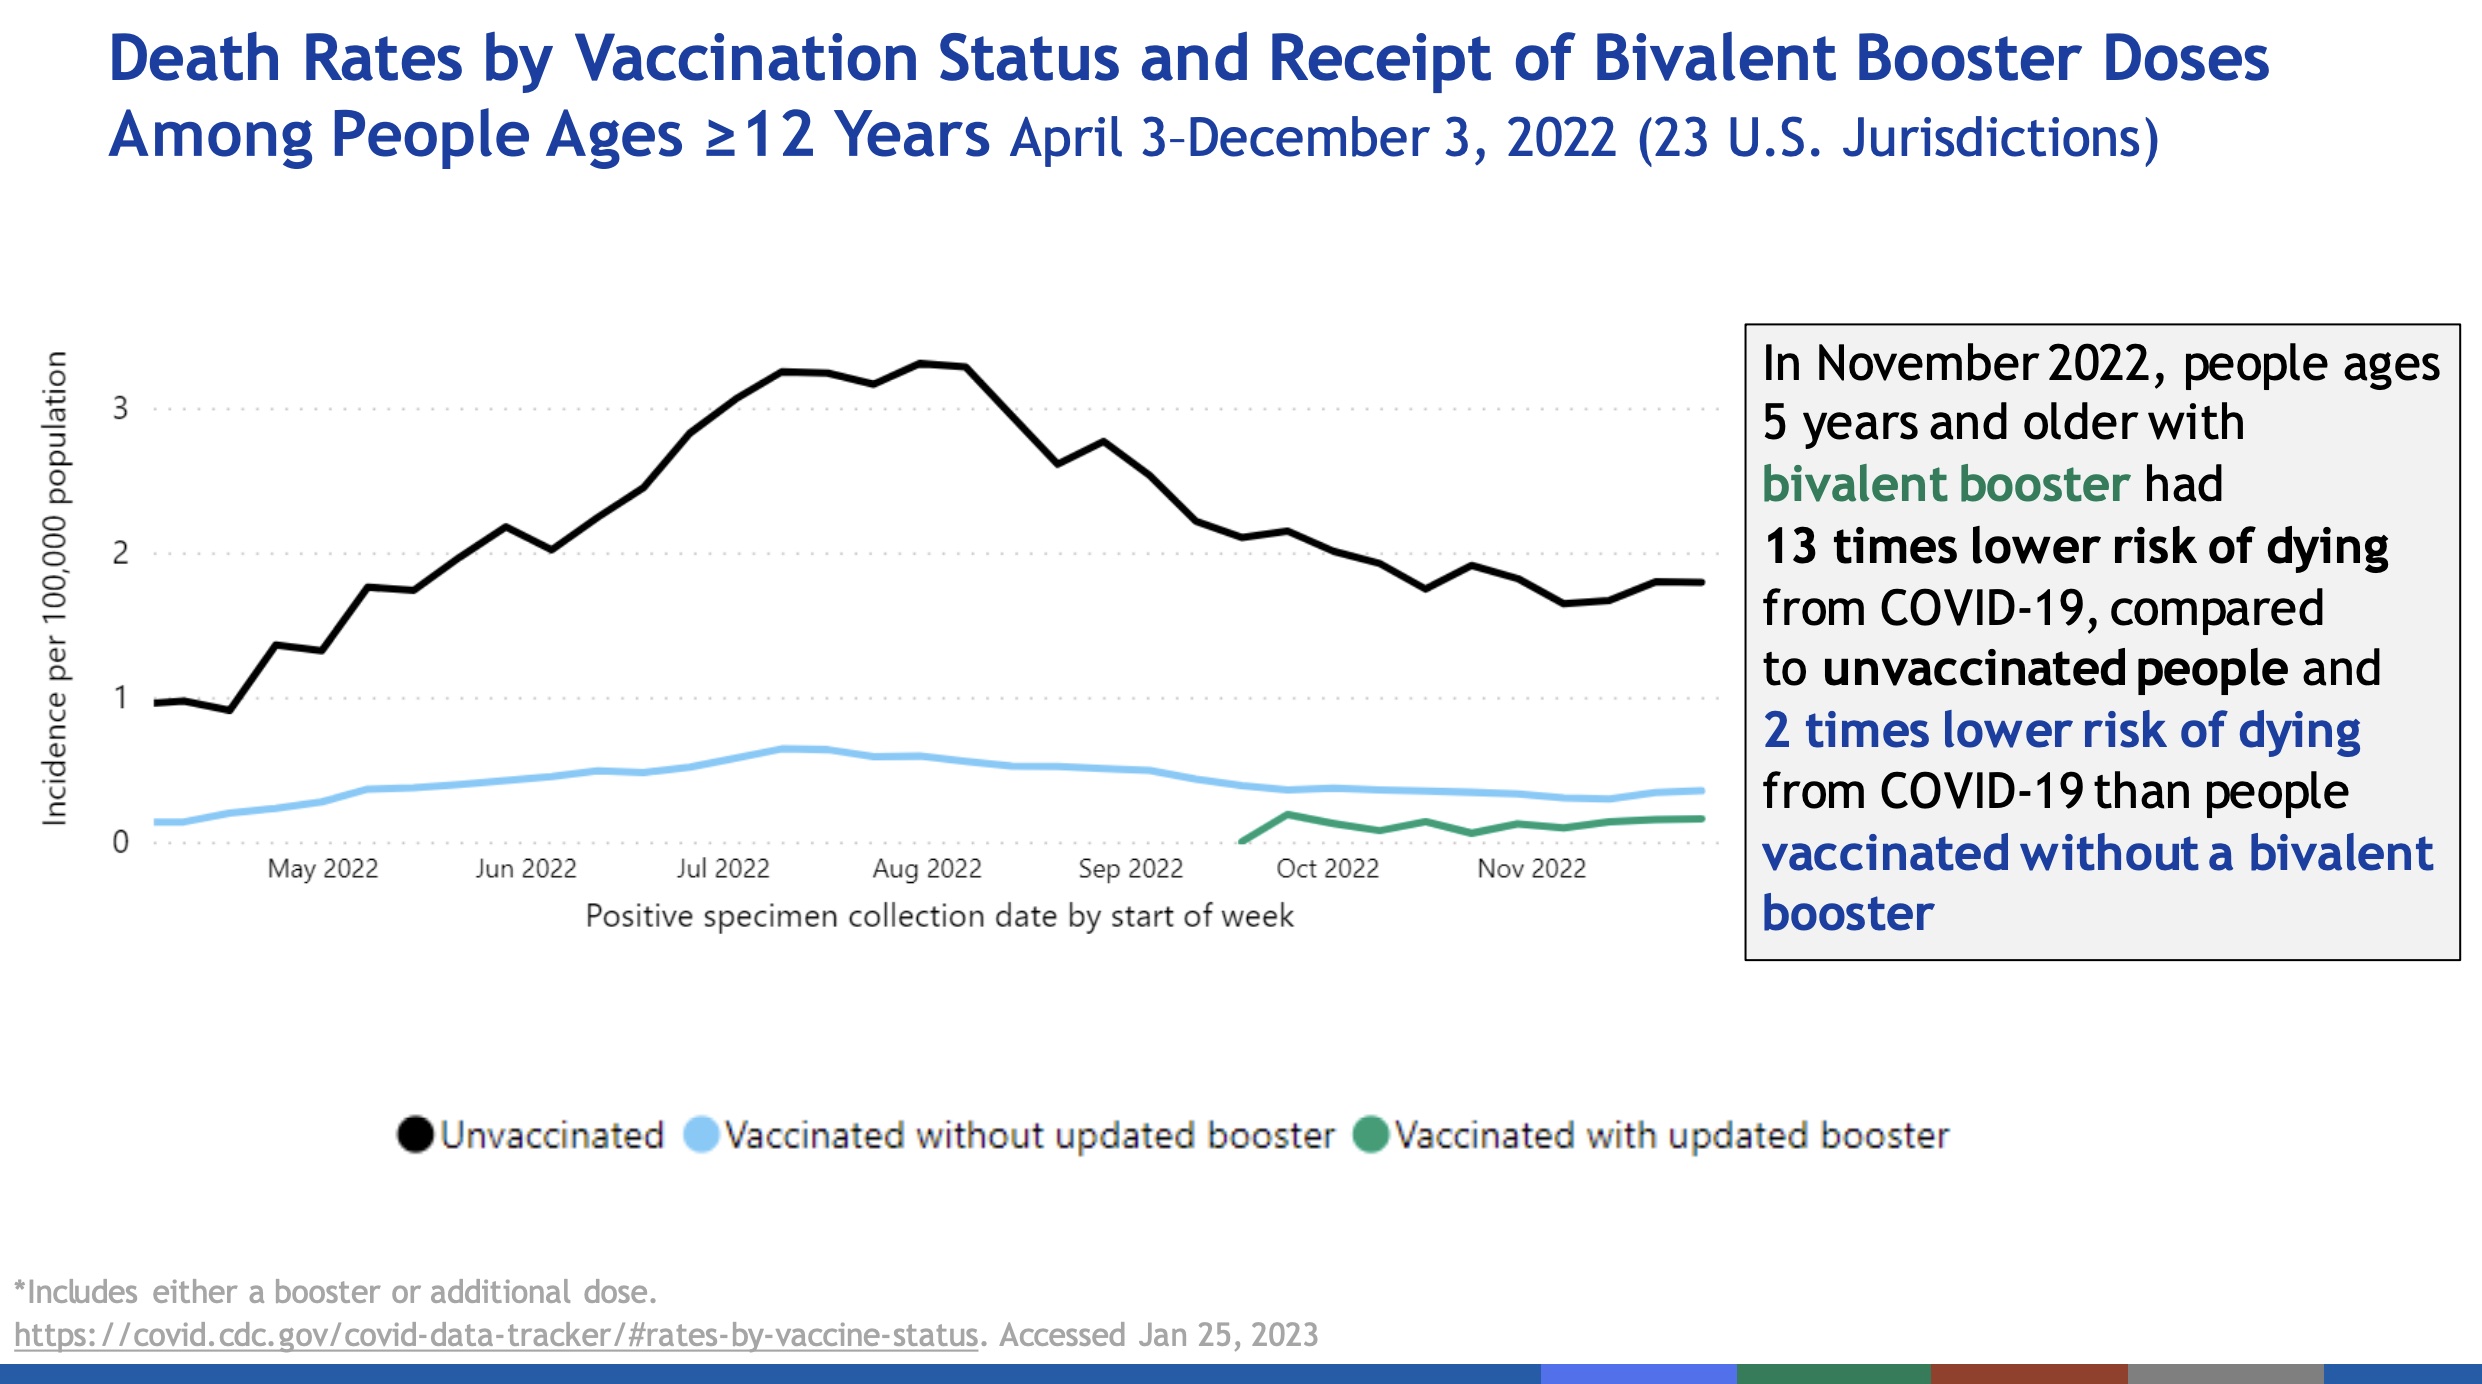 Death Rates by Vaccination Status and Receipt of Bivalent Booster Doses
Among People Ages ≥12 Years April 3–December 3, 2022 (23 U.S. Jurisdictions)
Incidence per 100,000 population
3
2
1
0
May 2022
Jun 2022
Jul 2022
Aug 2022
Sep 2022
Oct 2022
Nov 2022
Positive specimen collection date by start of week
In November 2022, people ages
5 years and older with
bivalent booster had
13 times lower risk of dying
from COVID-19, compared
to unvaccinated people and
2 times lower risk of dying
from COVID-19 than people
vaccinated without a bivalent
booster
Unvaccinated
Vaccinated without updated booster
Vaccinated with updated booster
*Includes either a booster or additional dose.
https://covid.cdc.gov/covid-data-tracker/#rates-by-vaccine-status. Accessed Jan 25, 2023